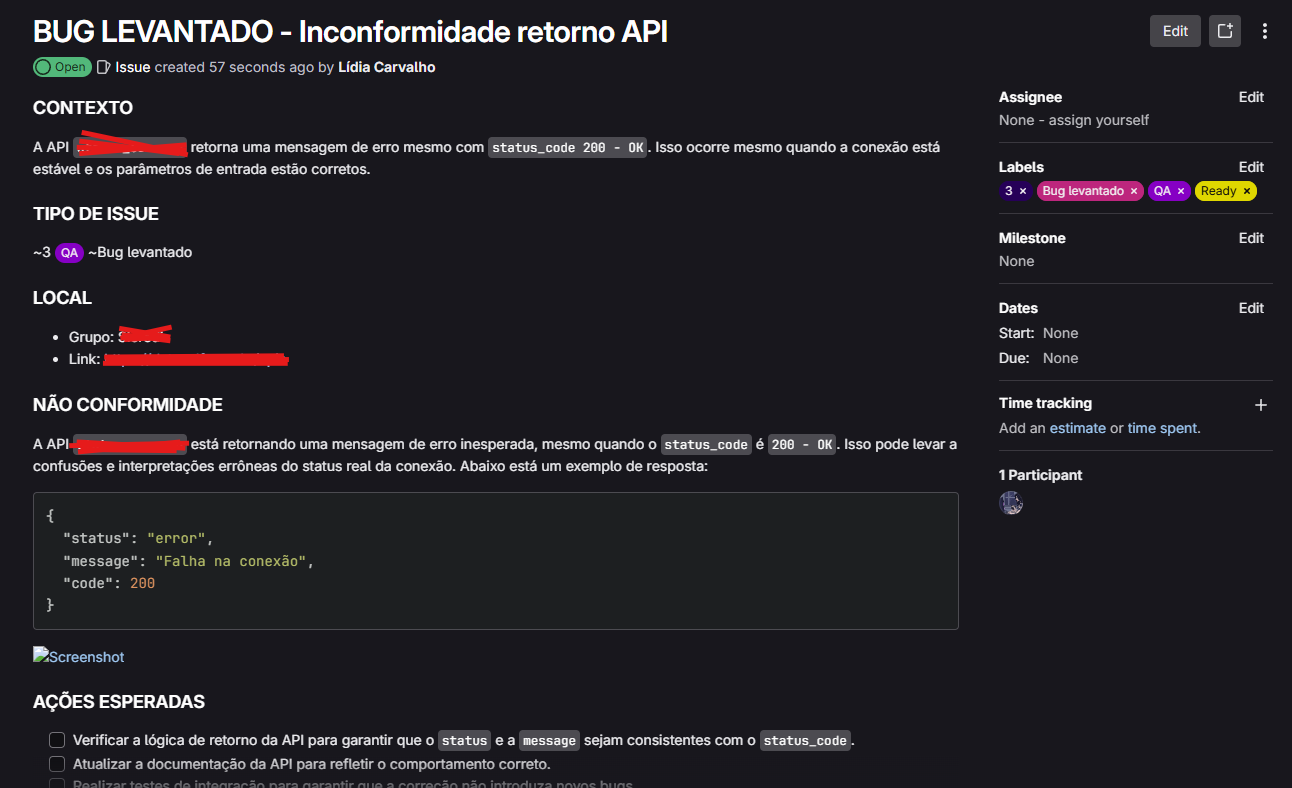 BUG LEVANTADO - Inconformidade retorno API
Edit
Open Issue created 57 seconds ago by Lídia Carvalho
CONTEXTO
A API retorna uma mensagem de erro mesmo com status_code 200 - OK. Isso ocorre mesmo quando a conexão está
estável e os parâmetros de entrada estão corretos.
TIPO DE ISSUE
~3 QA ~Bug levantado
LOCAL
• Grupo:
• Link:
NÃO CONFORMIDADE
A API está retornando uma mensagem de erro inesperada, mesmo quando o status_code é 200 - OK. Isso pode levar a
confusões e interpretações errôneas do status real da conexão. Abaixo está um exemplo de resposta:
{
"status": "error",
"message": "Falha na conexão",
"code": 200
}
Screenshot
AÇÕES ESPERADAS
Verificar a lógica de retorno da API para garantir que o status e a message sejam consistentes com o status_code.
Atualizar a documentação da API para refletir o comportamento correto.
Realizar testes de integração para garantir que a correção não introduza novos bugs.
Assignee Edit
None - assign yourself
Labels Edit
3 × Bug levantado × QA × Ready ×
Milestone Edit
None
Dates Edit
Start: None
Due: None
Time tracking +
Add an estimate or time spent.
1 Participant